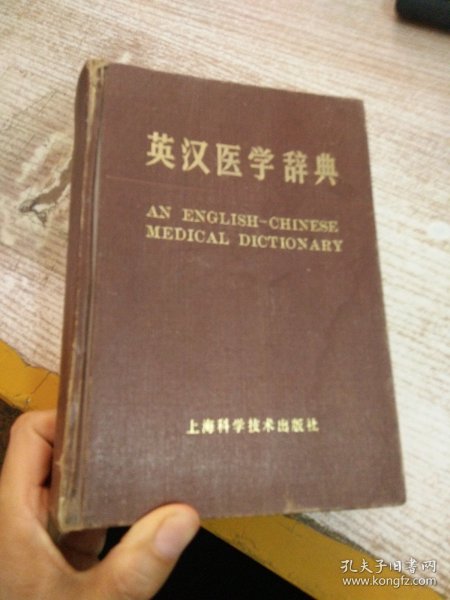 英汉医学辞典
AN ENGLISH-CHINESE
MEDICAL DICTIONARY
上海科学技术出版社
孔夫子旧书网
www.kongfz.com